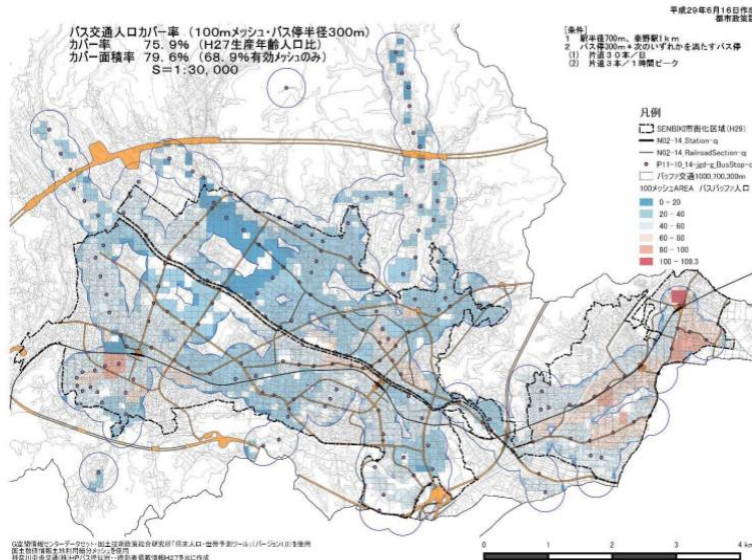 平成29年6月16日作成
都市政策課
バス交通人口カバー率 (100mメッシュ・バス停半径300m)
カバー率 75.9% (H27生産年齢人口比)
カバー面積率 79.6% (68.9%有効メッシュのみ)
S=1:30,000
[条件]
1 駅半径700m、秦野駅1km
2 バス停300m*次のいずれかを満たすバス停
(1) 片道30本/日
(2) 片道3本/1時間ピーク
凡例
SENBIKI市街化区域(H28)
N02-14_Station-g
N02-14_RailroadSection-g
P11-10_14-jgd-g_BusStop-g
バッファ交通1000,700,300m
100メッシュAREA バスバッファ人口
0 - 20
20 - 40
40 - 60
60 - 80
80 - 100
100 - 109.3
0 1 2 3 4 km